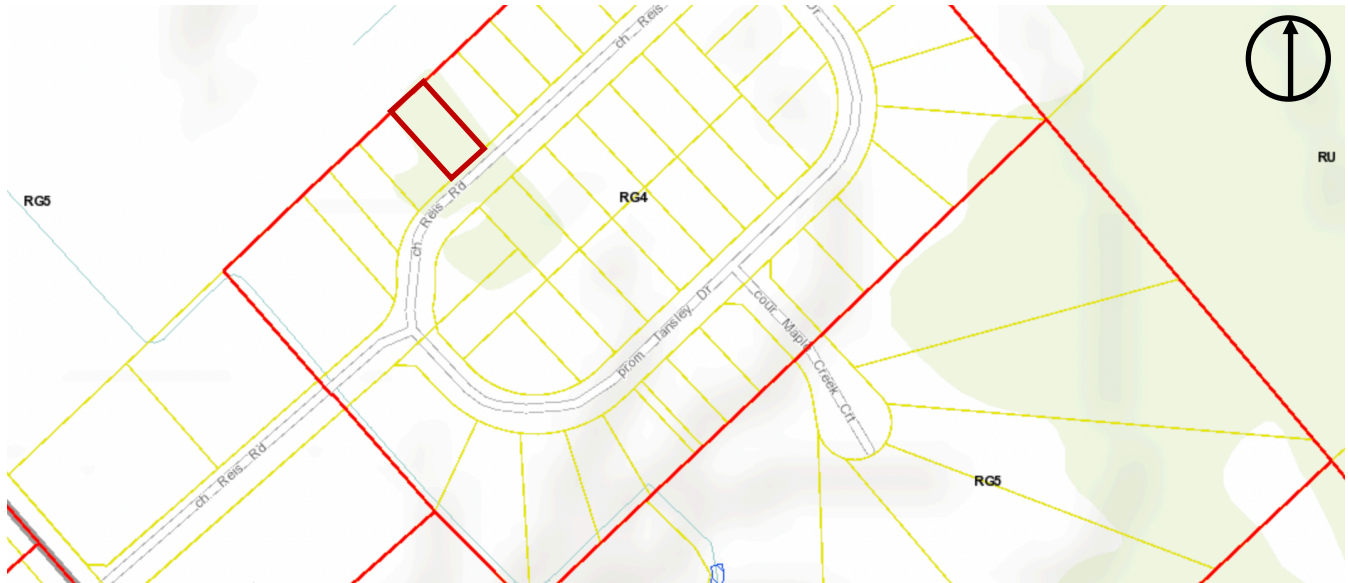 ch Reis
Dr
RU
ch Reis Rd
RG4
RG5
cour Maple Creek Crt
prom Tansley Dr
ch Reis Rd
RG5